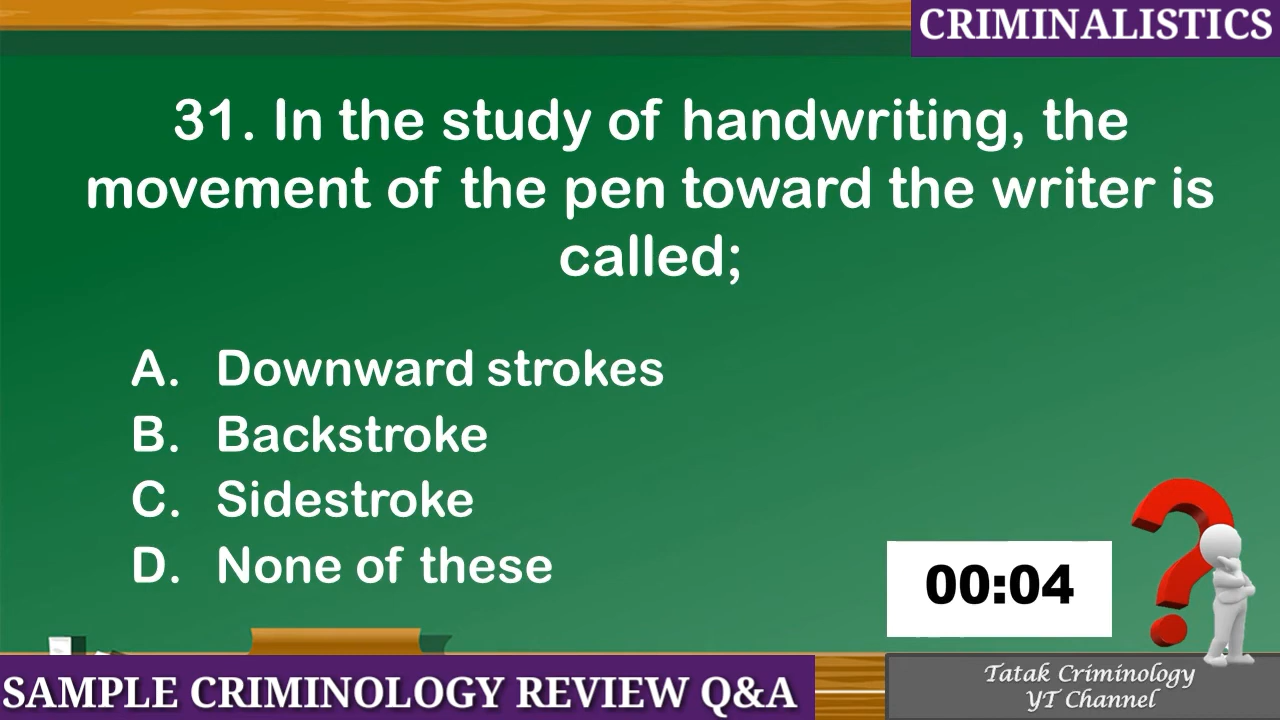 CRIMINALISTICS
31. In the study of handwriting, the
movement of the pen toward the writer is
called;
A. Downward strokes
B. Backstroke
C. Sidestroke
D. None of these
00:04
SAMPLE CRIMINOLOGY REVIEW Q&A
Tatak Criminology
YT Channel